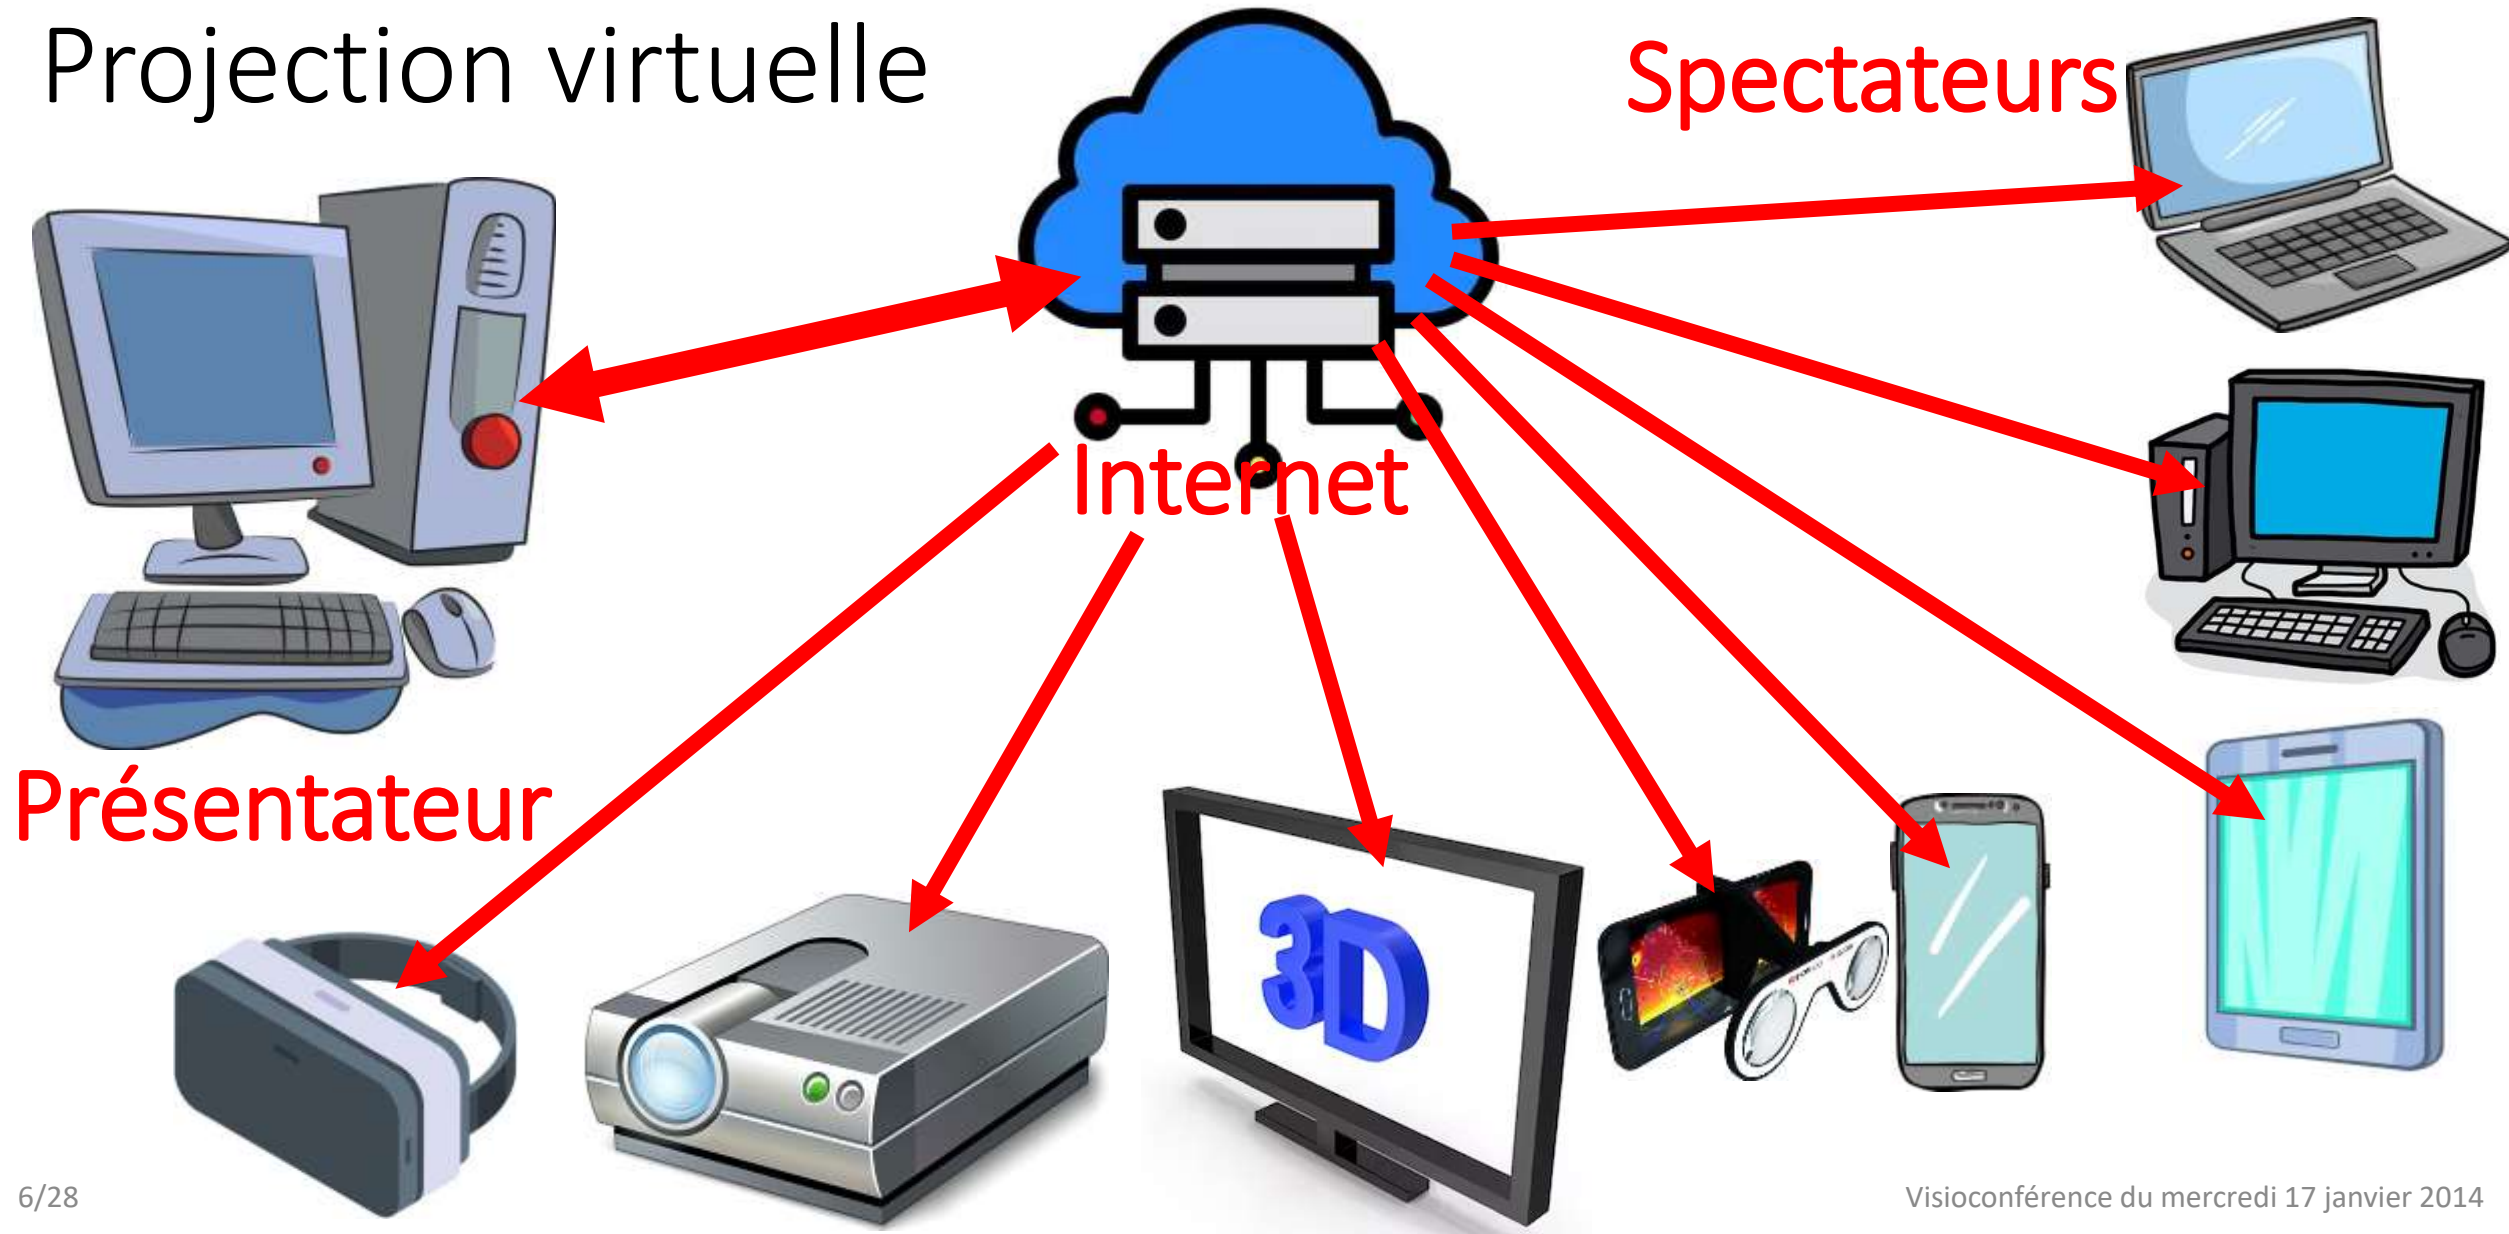 Projection virtuelle
Spectateurs
Internet
Présentateur
3D
6/28
Visioconférence du mercredi 17 janvier 2014